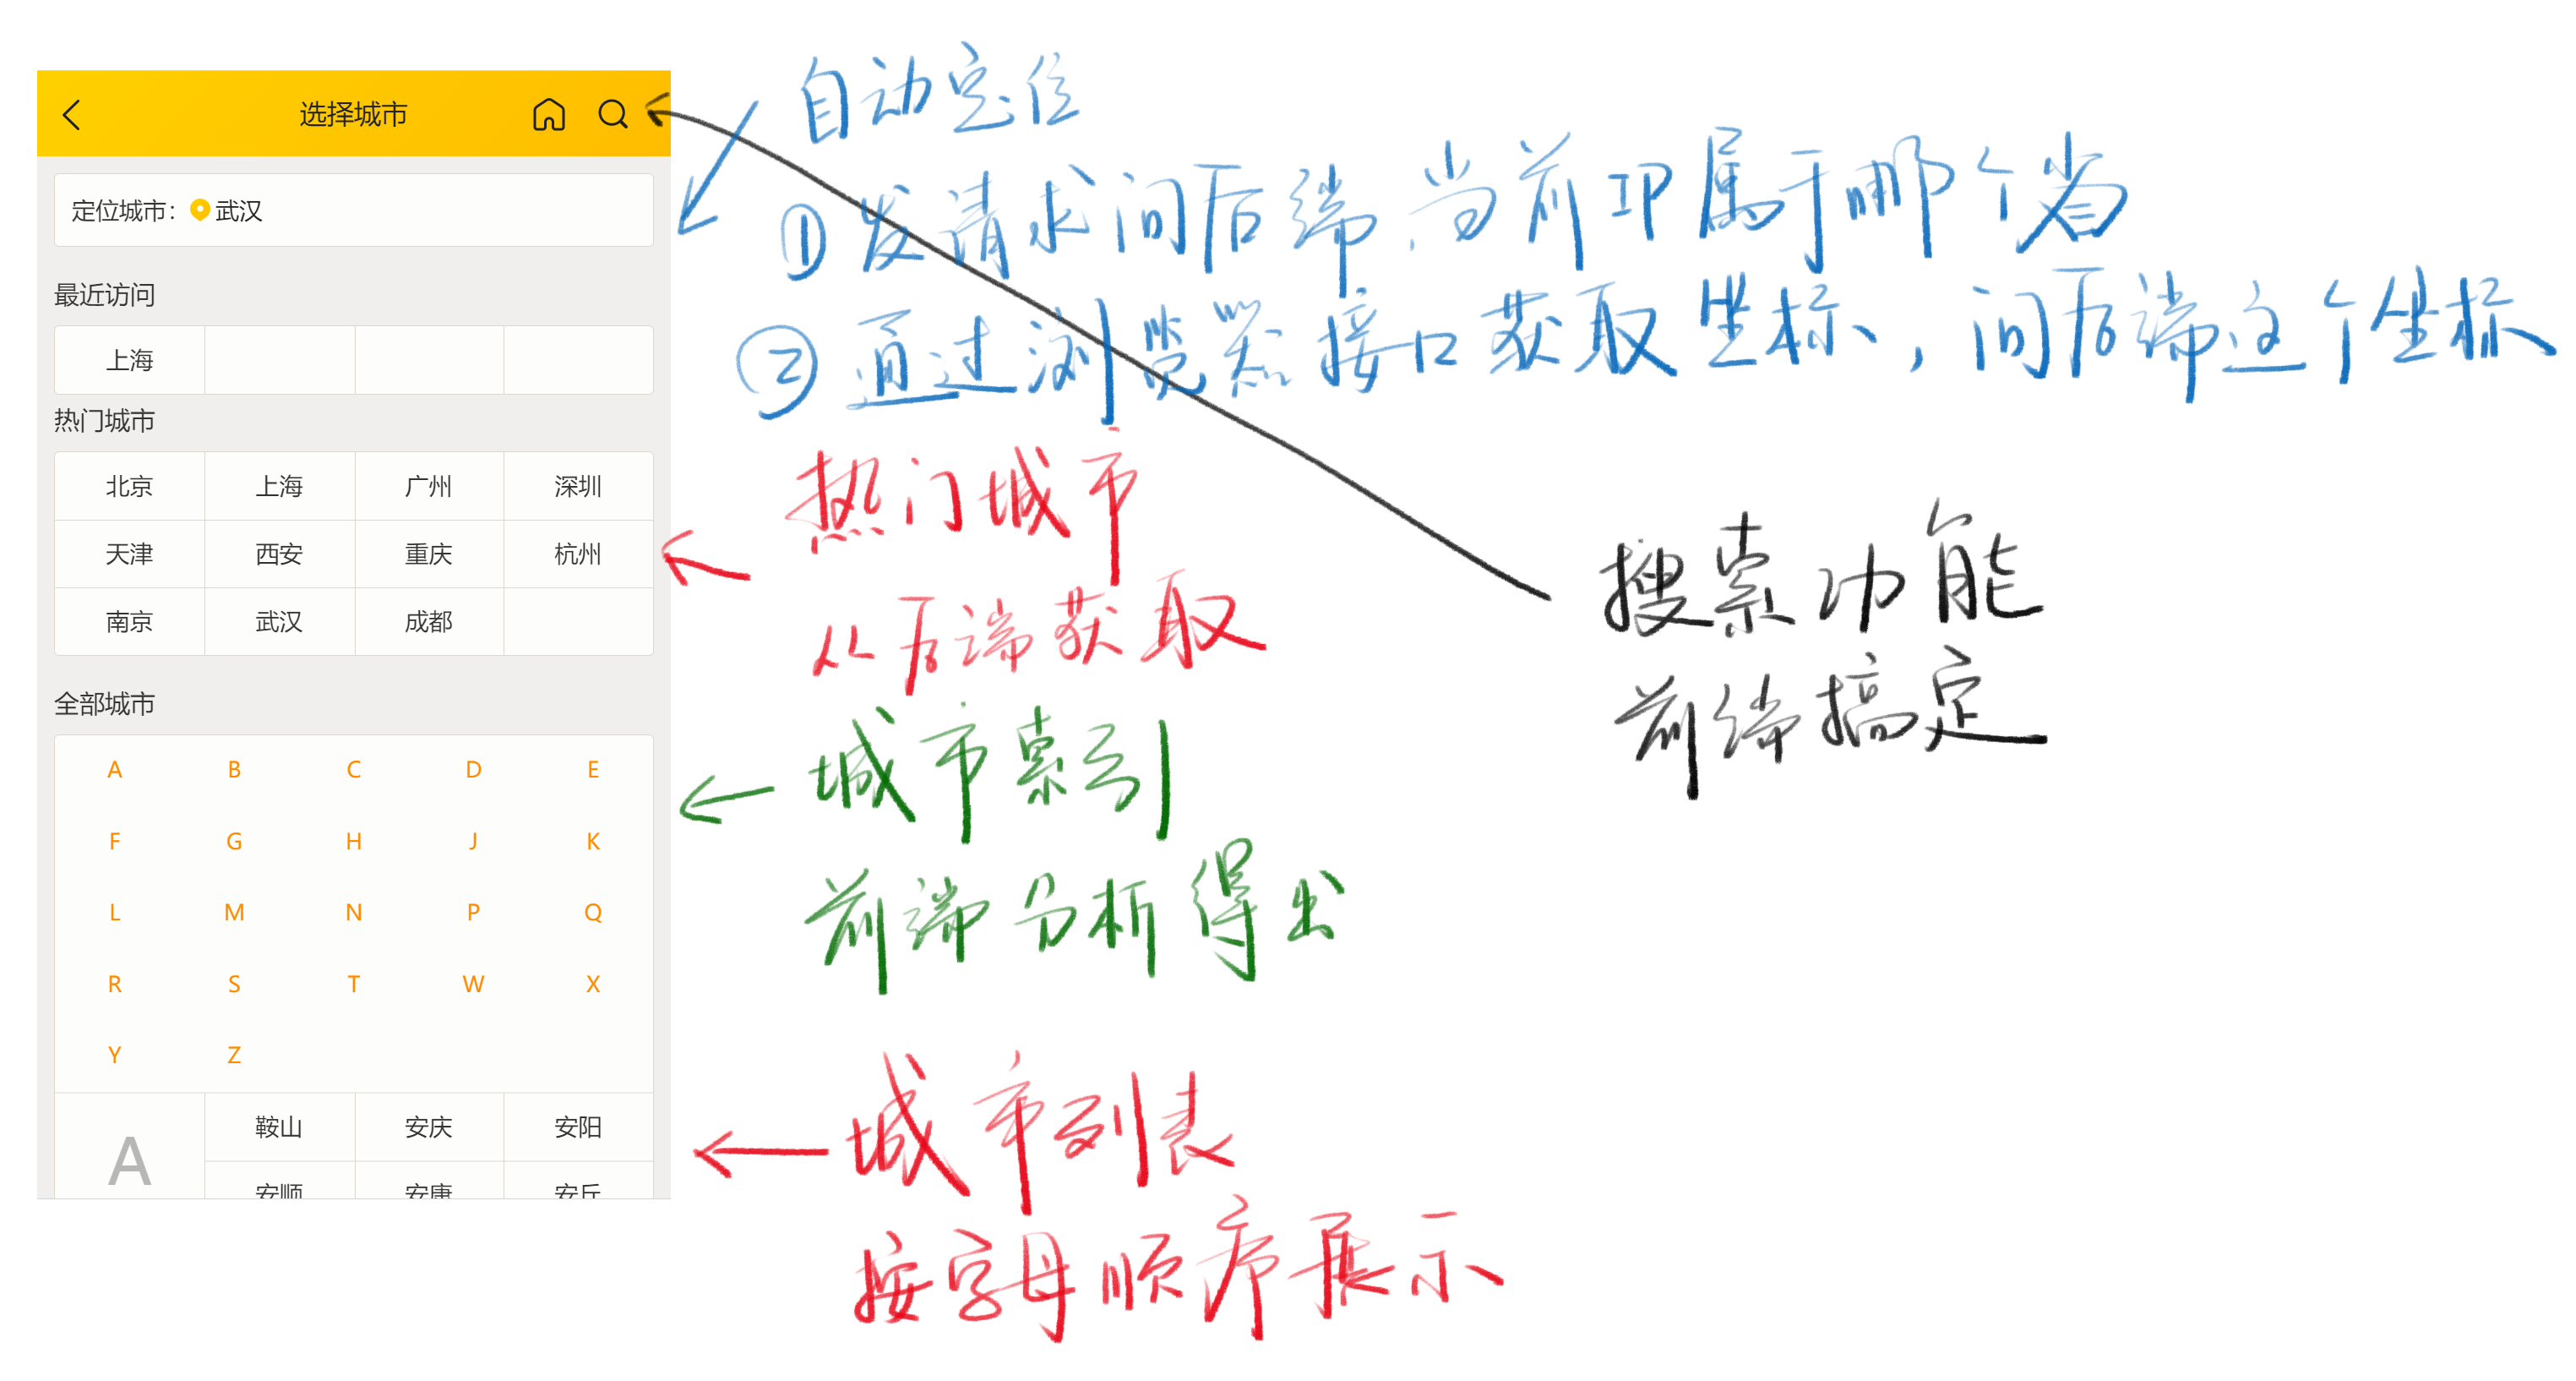 选择城市
定位城市：武汉
最近访问
上海
热门城市
北京 上海 广州 深圳
天津 西安 重庆 杭州
南京 武汉 成都
全部城市
A B C D E
F G H J K
L M N P Q
R S T W X
Y Z
A
鞍山 安庆 安阳
安顺 安康 安丘
自动定位
①发请求问后端当前IP属于哪个省
②通过浏览器接口获取坐标，问后端这个坐标
热门城市
从后端获取
搜索功能
前端搞定
城市索引
前端分析得出
城市列表
按字母顺序展示